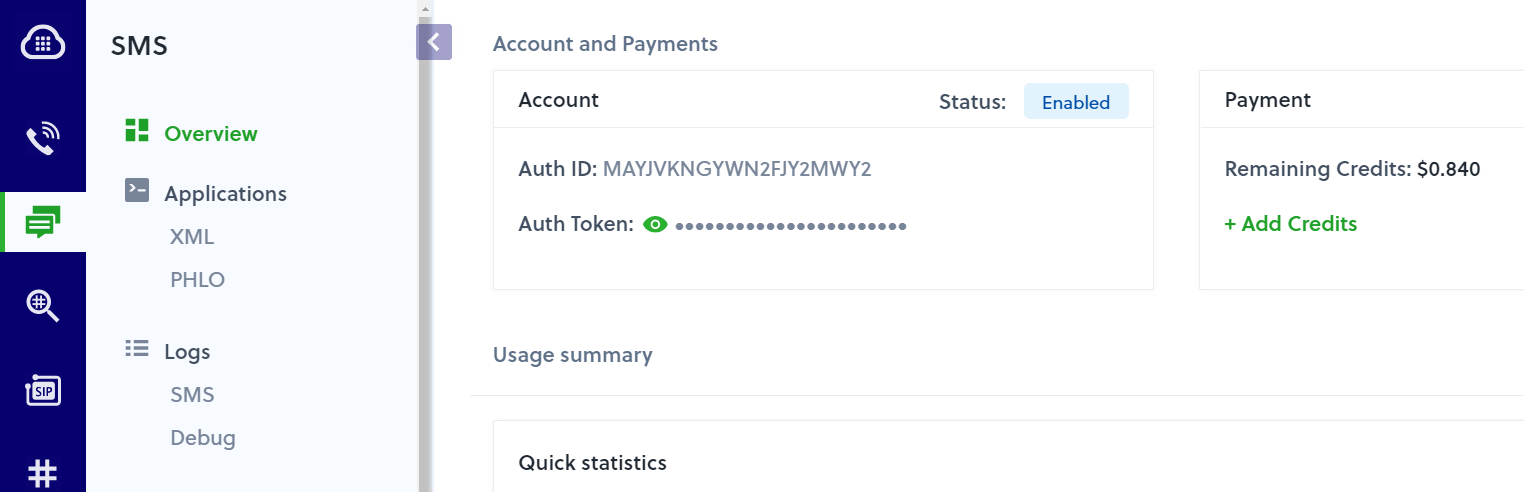 SMS
Overview
Applications
XML
PHLO
Logs
SMS
Debug
SIP
Account and Payments
Account
Status: Enabled
Auth ID: MAYJVKNGYWN2FJY2MWY2
Auth Token: ●●●●●●●●●●●●●●●●●●●●●●●
Payment
Remaining Credits: $0.840
+ Add Credits
Usage summary
Quick statistics